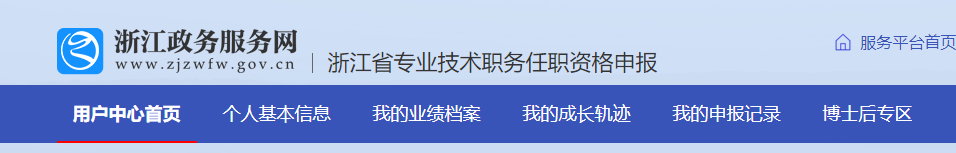 浙江政务服务网
www.zjzwfw.gov.cn
浙江省专业技术职务任职资格申报
服务平台首页
用户中心首页 个人基本信息 我的业绩档案 我的成长轨迹 我的申报记录 博士后专区